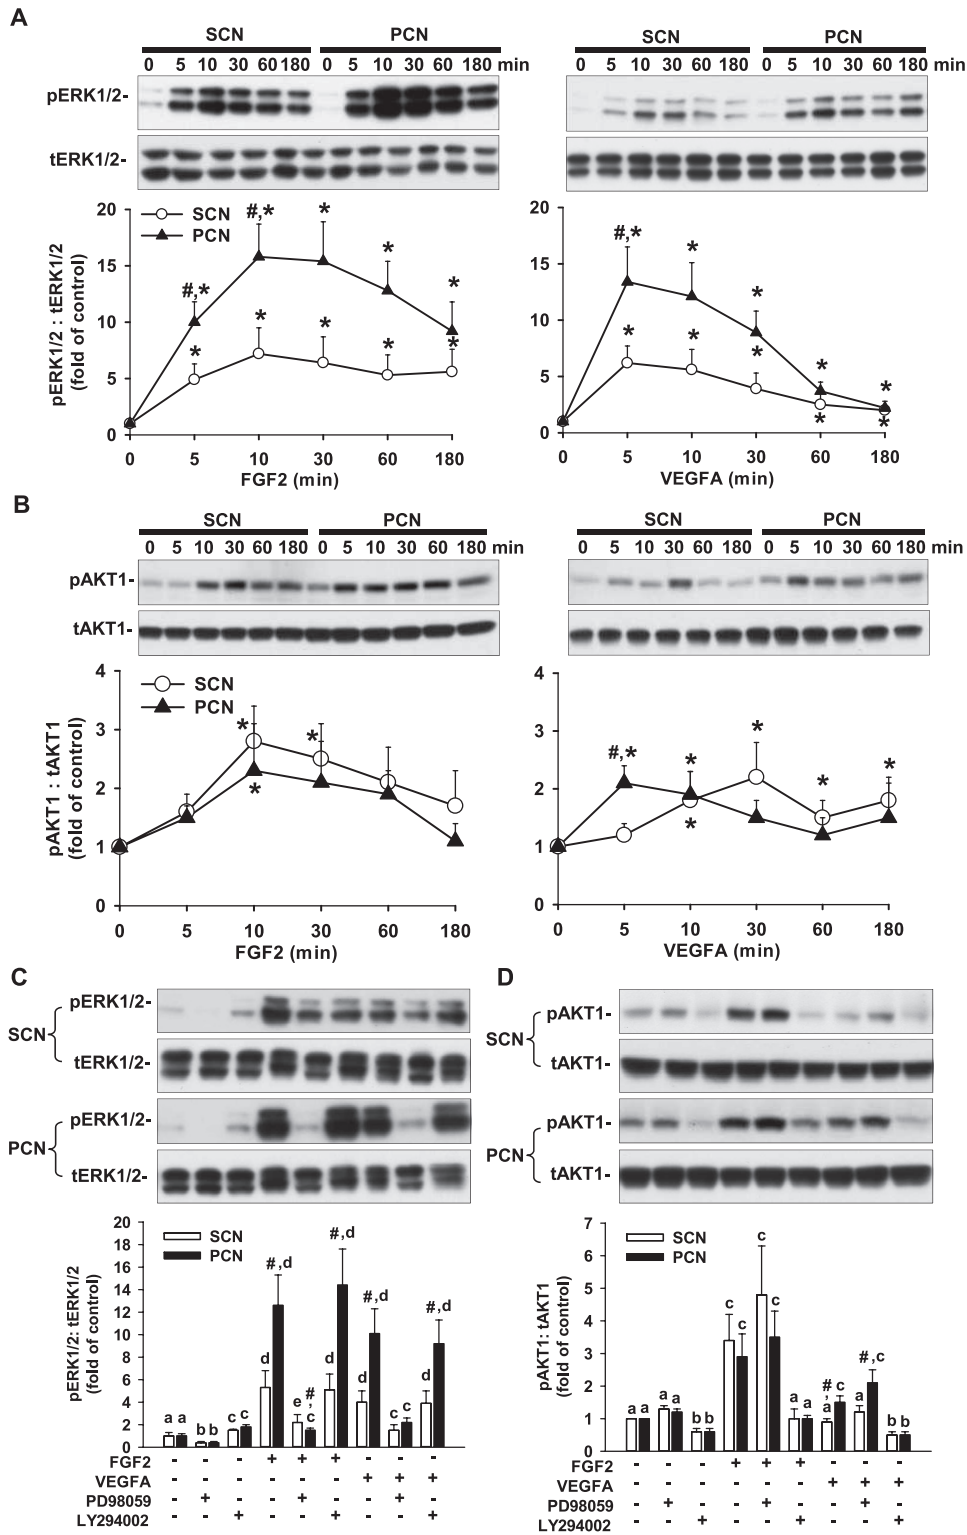 A
SCN PCN
0 5 10 30 60 180 0 5 10 30 60 180 min
pERK1/2-
tERK1/2-
SCN PCN
0 5 10 30 60 180 0 5 10 30 60 180 min
pERK1/2 : tERK1/2
(fold of control)
20
15
10
5
0
SCN
PCN
#,*
#,*
*
*
*
*
*
*
*
*
0 5 10 30 60 180
FGF2 (min)
20
15
10
5
0
#,*
*
*
*
*
*
*
*
*
*
0 5 10 30 60 180
VEGFA (min)
B
SCN PCN
0 5 10 30 60 180 0 5 10 30 60 180 min
pAKT1-
tAKT1-
SCN PCN
0 5 10 30 60 180 0 5 10 30 60 180 min
pAKT1 : tAKT1
(fold of control)
4
3
2
1
0
SCN
PCN
*
*
*
0 5 10 30 60 180
FGF2 (min)
4
3
2
1
0
#,*
*
*
*
*
*
0 5 10 30 60 180
VEGFA (min)
C
SCN
pERK1/2-
tERK1/2-
PCN
pERK1/2-
tERK1/2-
pERK1/2: tERK1/2
(fold of control)
20
18
16
14
12
10
8
6
4
2
0
SCN
PCN
a a b b c c d #,d e #,c d #,d d #,d c c d #,d
FGF2 - - - + + + - - -
VEGFA - - - - - - + + +
PD98059 - + - - + - - + -
LY294002 - - + - - + - - +
D
SCN
pAKT1-
tAKT1-
PCN
pAKT1-
tAKT1-
pAKT1: tAKT1
(fold of control)
7
6
5
4
3
2
1
0
SCN
PCN
a a a a b b c c c c a a #,a c a #,c b b
FGF2 - - - + + + - - -
VEGFA - - - - - - + + +
PD98059 - + - - + - - + -
LY294002 - - + - - + - - +